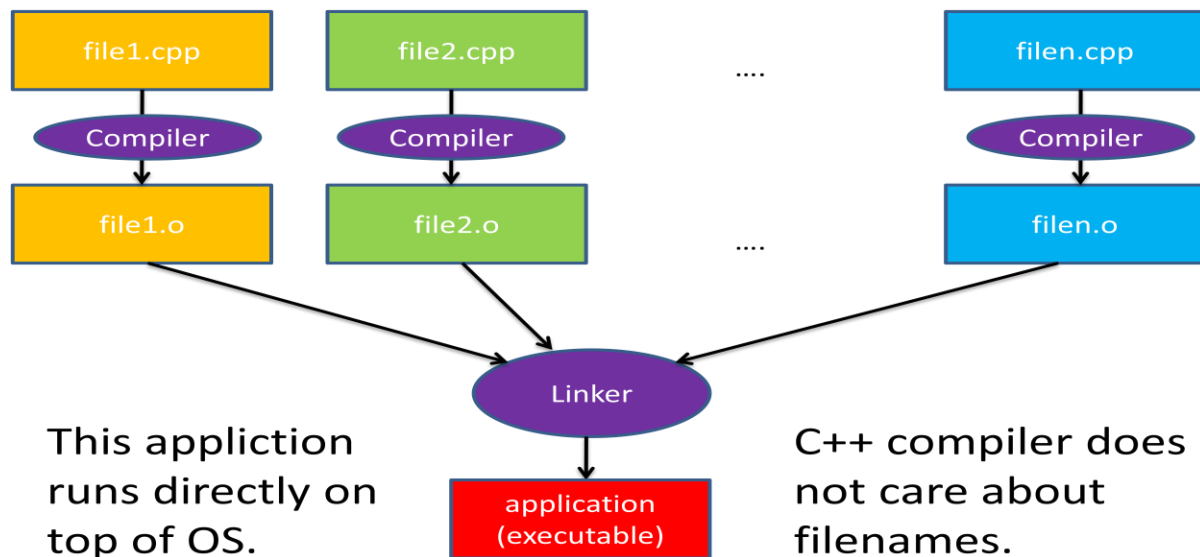 file1.cpp
file2.cpp
....
filen.cpp
Compiler
Compiler
Compiler
file1.o
file2.o
....
filen.o
Linker
This appliction
runs directly on
top of OS.
application
(executable)
C++ compiler does
not care about
filenames.